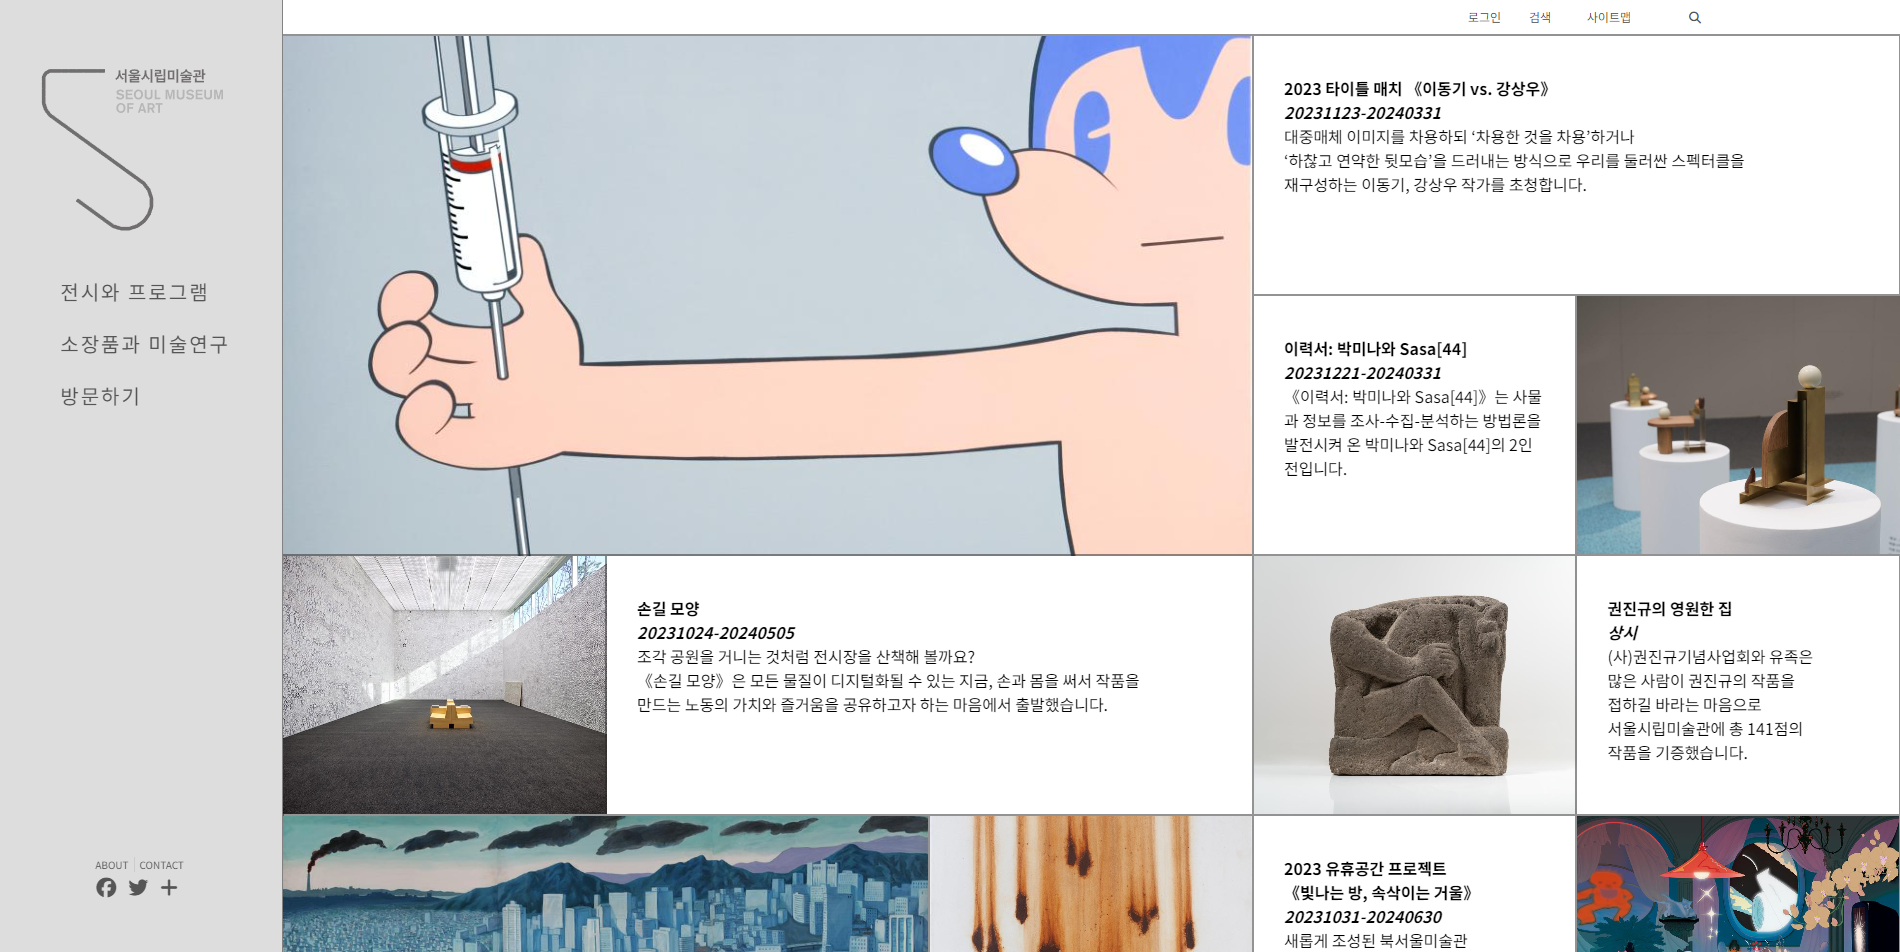 로그인 검색 사이트맵
서울시립미술관
SEOUL MUSEUM
OF ART
전시와 프로그램
소장품과 미술연구
방문하기
ABOUT CONTACT
2023 타이틀 매치 《이동기 vs. 강상우》
20231123-20240331
대중매체 이미지를 차용하되 ‘차용한 것을 차용’하거나
‘하찮고 연약한 뒷모습’을 드러내는 방식으로 우리를 둘러싼 스펙터클을
재구성하는 이동기, 강상우 작가를 초청합니다.
이력서: 박미나와 Sasa[44]
20231221-20240331
《이력서: 박미나와 Sasa[44]》는 사물
과 정보를 조사-수집-분석하는 방법론을
발전시켜 온 박미나와 Sasa[44]의 2인
전입니다.
손길 모양
20231024-20240505
조각 공원을 거니는 것처럼 전시장을 산책해 볼까요?
《손길 모양》은 모든 물질이 디지털화될 수 있는 지금, 손과 몸을 써서 작품을
만드는 노동의 가치와 즐거움을 공유하고자 하는 마음에서 출발했습니다.
권진규의 영원한 집
상시
(사)권진규기념사업회와 유족은
많은 사람이 권진규의 작품을
접하길 바라는 마음으로
서울시립미술관에 총 141점의
작품을 기증했습니다.
2023 유휴공간 프로젝트
《빛나는 방, 속삭이는 거울》
20231031-20240630
새롭게 조성된 북서울미술관